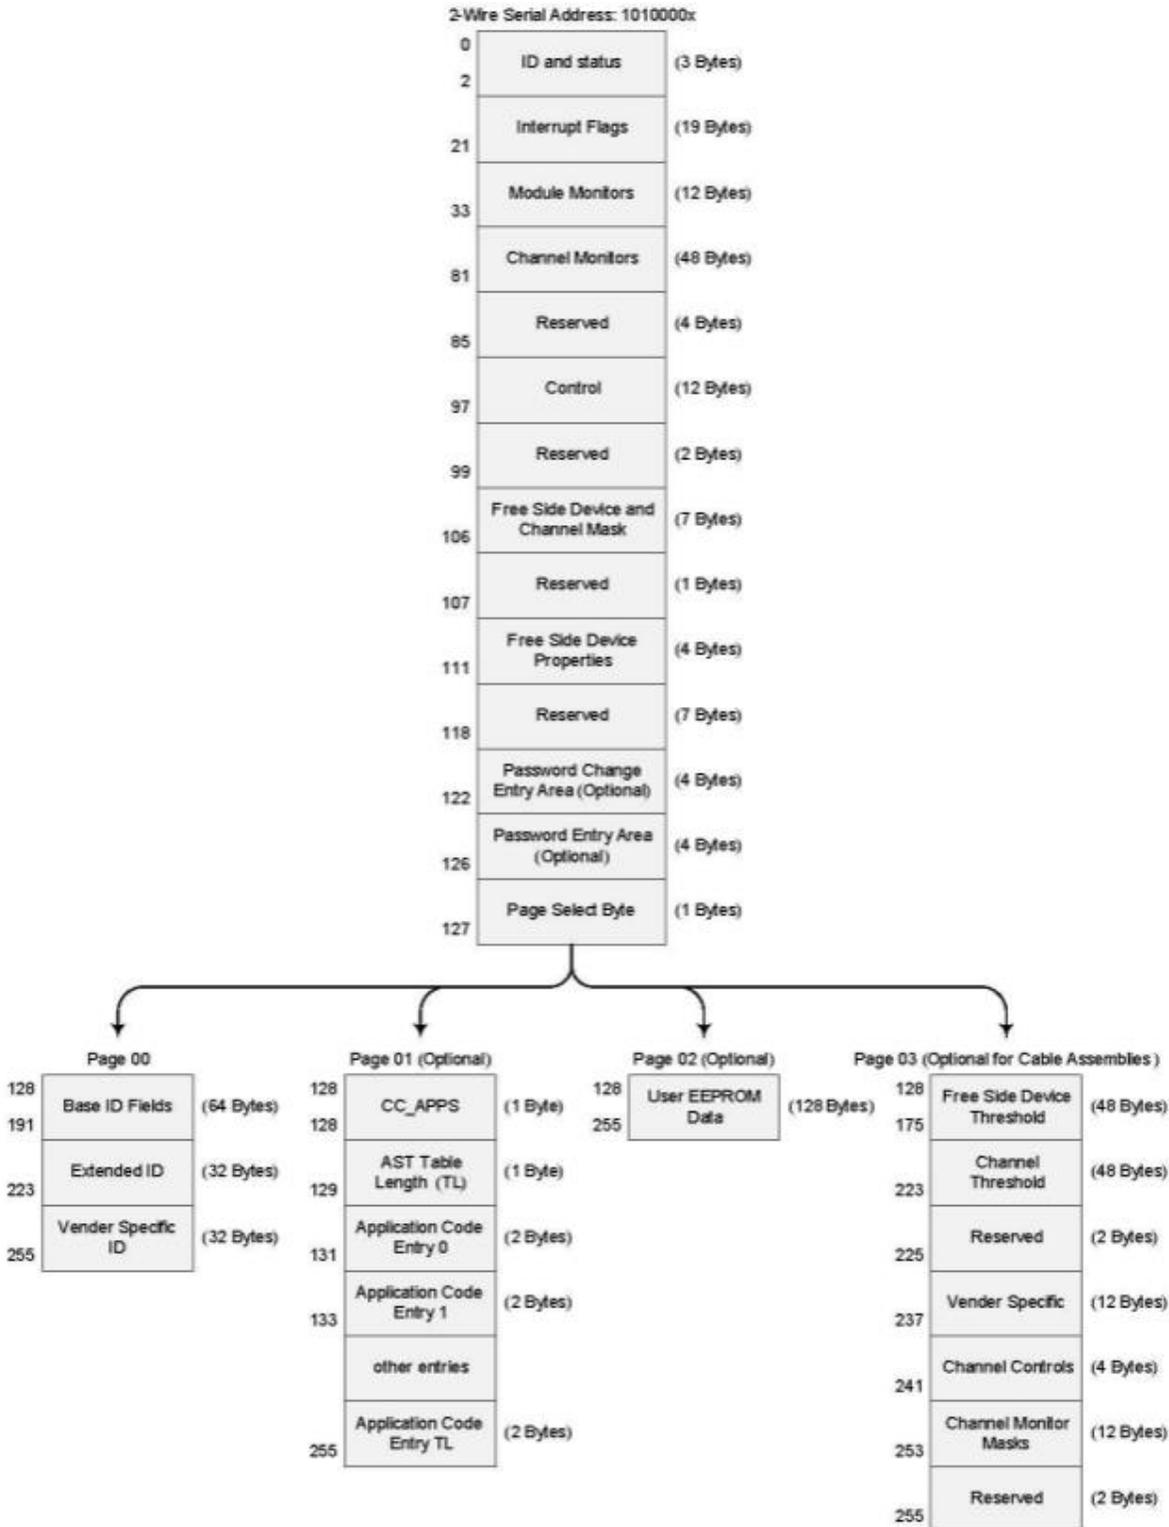 2-Wire Serial Address: 1010000x
0
ID and status
(3 Bytes)
2
Interrupt Flags
(19 Bytes)
21
Module Monitors
(12 Bytes)
33
Channel Monitors
(48 Bytes)
81
Reserved
(4 Bytes)
85
Control
(12 Bytes)
97
Reserved
(2 Bytes)
99
Free Side Device and
Channel Mask
(7 Bytes)
106
Reserved
(1 Bytes)
107
Free Side Device
Properties
(4 Bytes)
111
Reserved
(7 Bytes)
118
Password Change
Entry Area (Optional)
(4 Bytes)
122
Password Entry Area
(Optional)
(4 Bytes)
126
Page Select Byte
(1 Bytes)
127
Page 00
128
Base ID Fields
(64 Bytes)
191
Extended ID
(32 Bytes)
223
Vender Specific
ID
(32 Bytes)
255
Page 01 (Optional)
128
CC_APPS
(1 Byte)
128
AST Table
Length (TL)
(1 Byte)
129
Application Code
Entry 0
(2 Bytes)
131
Application Code
Entry 1
(2 Bytes)
133
other entries
Application Code
Entry TL
(2 Bytes)
255
Page 02 (Optional)
128
User EEPROM
Data
(128 Bytes)
255
Page 03 (Optional for Cable Assemblies )
128
Free Side Device
Threshold
(48 Bytes)
175
Channel
Threshold
(48 Bytes)
223
Reserved
(2 Bytes)
225
Vender Specific
(12 Bytes)
237
Channel Controls
(4 Bytes)
241
Channel Monitor
Masks
(12 Bytes)
253
Reserved
(2 Bytes)
255